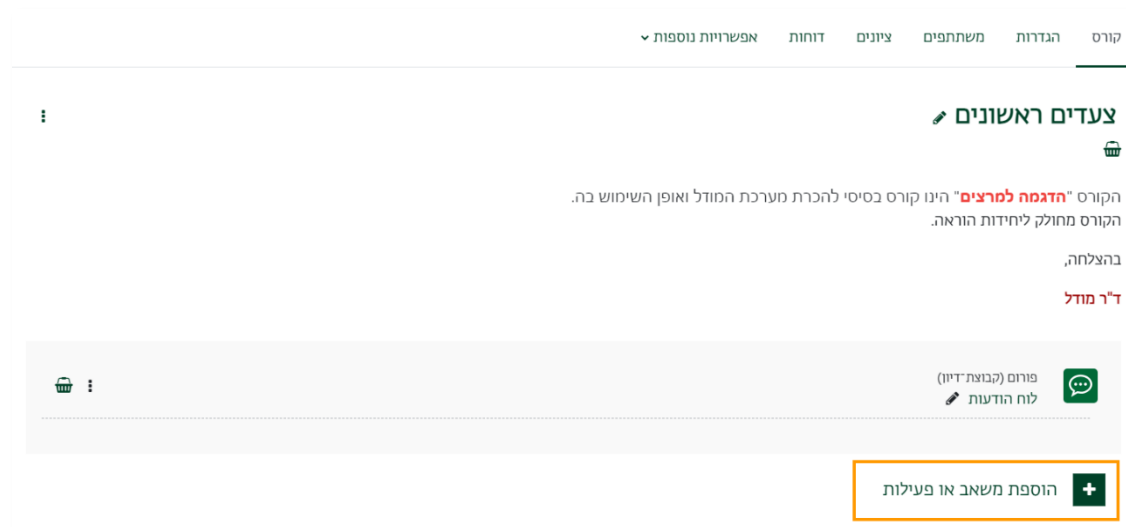 קורס הגדרות משתתפים ציונים דוחות אפשרויות נוספות
צעדים ראשונים
הקורס "הדגמה למרצים" הינו קורס בסיסי להכרת מערכת המודל ואופן השימוש בה.
הקורס מחולק ליחידות הוראה.
בהצלחה,
ד"ר מודל
פורום (קבוצת־דיון)
לוח הודעות
הוספת משאב או פעילות